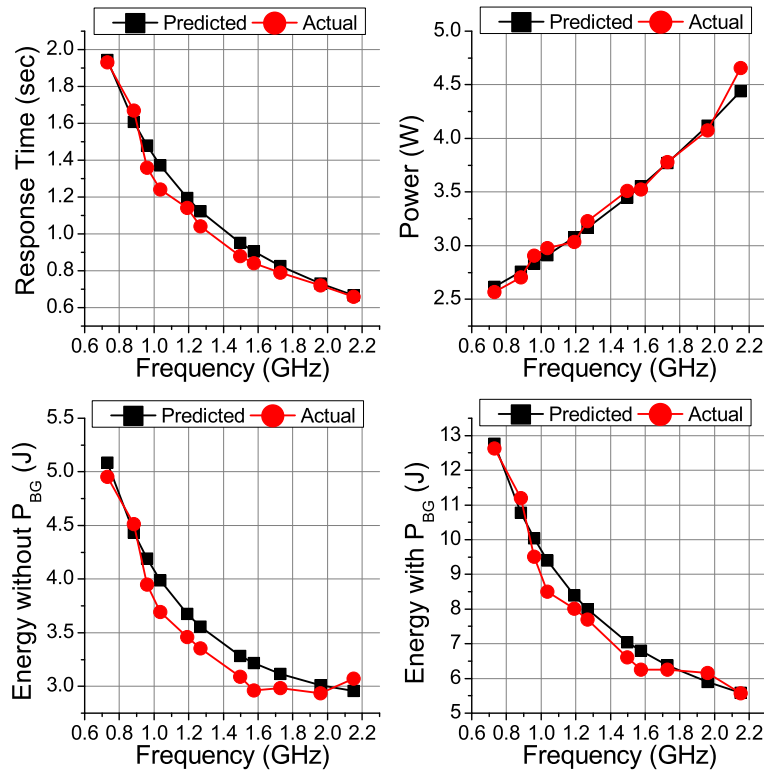 Predicted Actual
2.0
1.8
1.6
1.4
1.2
1.0
0.8
0.6
Response Time (sec)
0.6 0.8 1.0 1.2 1.4 1.6 1.8 2.0 2.2
Frequency (GHz)
Predicted Actual
5.0
4.5
4.0
3.5
3.0
2.5
Power (W)
0.6 0.8 1.0 1.2 1.4 1.6 1.8 2.0 2.2
Frequency (GHz)
Predicted Actual
5.5
5.0
4.5
4.0
3.5
3.0
Energy without P_BG (J)
0.6 0.8 1.0 1.2 1.4 1.6 1.8 2.0 2.2
Frequency (GHz)
Predicted Actual
13
12
11
10
9
8
7
6
5
Energy with P_BG (J)
0.6 0.8 1.0 1.2 1.4 1.6 1.8 2.0 2.2
Frequency (GHz)